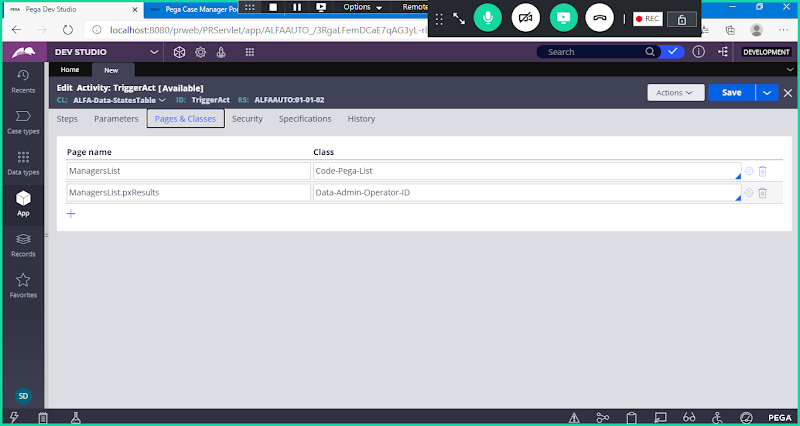 Pega Dev Studio
Pega Case Manager Po
Options
Remote
REC
localhost:8080/prweb/PRServlet/app/ALFAAUTO_/3RgaLFemDCaE7qAG3yL-rl
DEV STUDIO
Search
DEVELOPMENT
Home
New
Edit Activity: TriggerAct [Available]
CL: ALFA-Data-StatesTable ID: TriggerAct RS: ALFAAUTO:01-01-02
Actions
Save
Recents
Case types
Data types
App
Records
Favorites
Steps Parameters Pages & Classes Security Specifications History
Page name Class
ManagersList Code-Pega-List
ManagersList.pxResults Data-Admin-Operator-ID
SD
PEGA